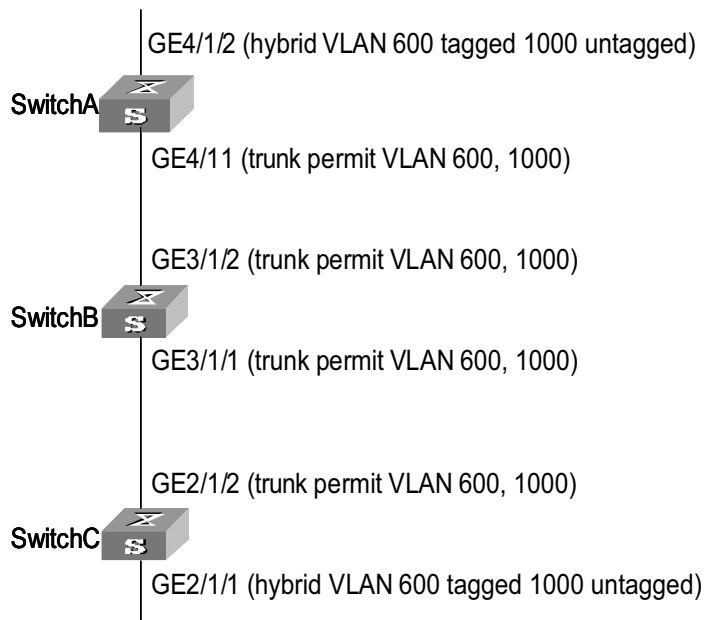 GE4/1/2 (hybrid VLAN 600 tagged 1000 untagged)
SwitchA
S
GE4/11 (trunk permit VLAN 600, 1000)
GE3/1/2 (trunk permit VLAN 600, 1000)
SwitchB
S
GE3/1/1 (trunk permit VLAN 600, 1000)
GE2/1/2 (trunk permit VLAN 600, 1000)
SwitchC
S
GE2/1/1 (hybrid VLAN 600 tagged 1000 untagged)